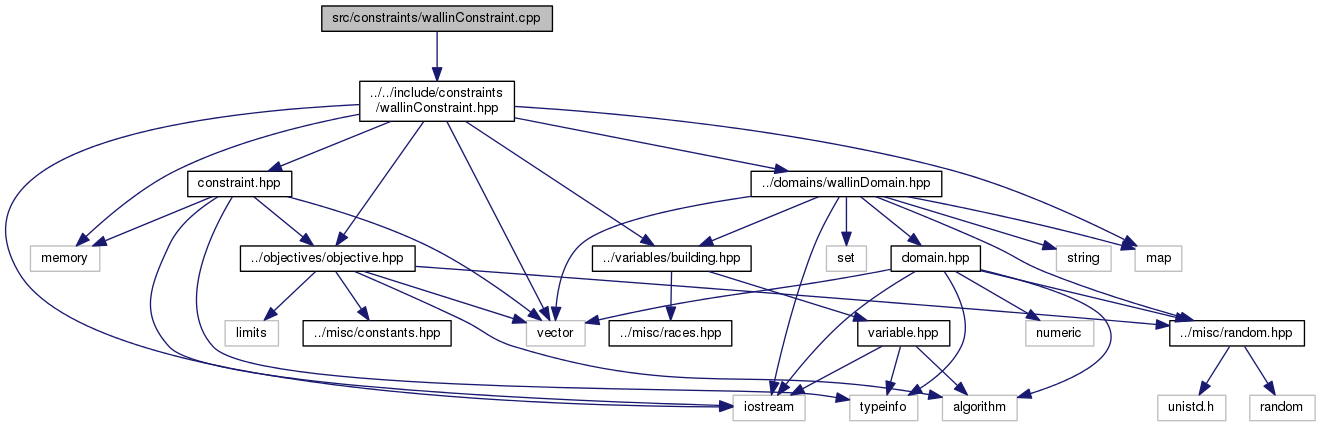 src/constraints/wallinConstraint.cpp
../../include/constraints
/wallinConstraint.hpp
constraint.hpp
../domains/wallinDomain.hpp
memory
../objectives/objective.hpp
../variables/building.hpp
set
domain.hpp
string
map
limits
../misc/constants.hpp
vector
../misc/races.hpp
variable.hpp
numeric
../misc/random.hpp
iostream
typeinfo
algorithm
unistd.h
random